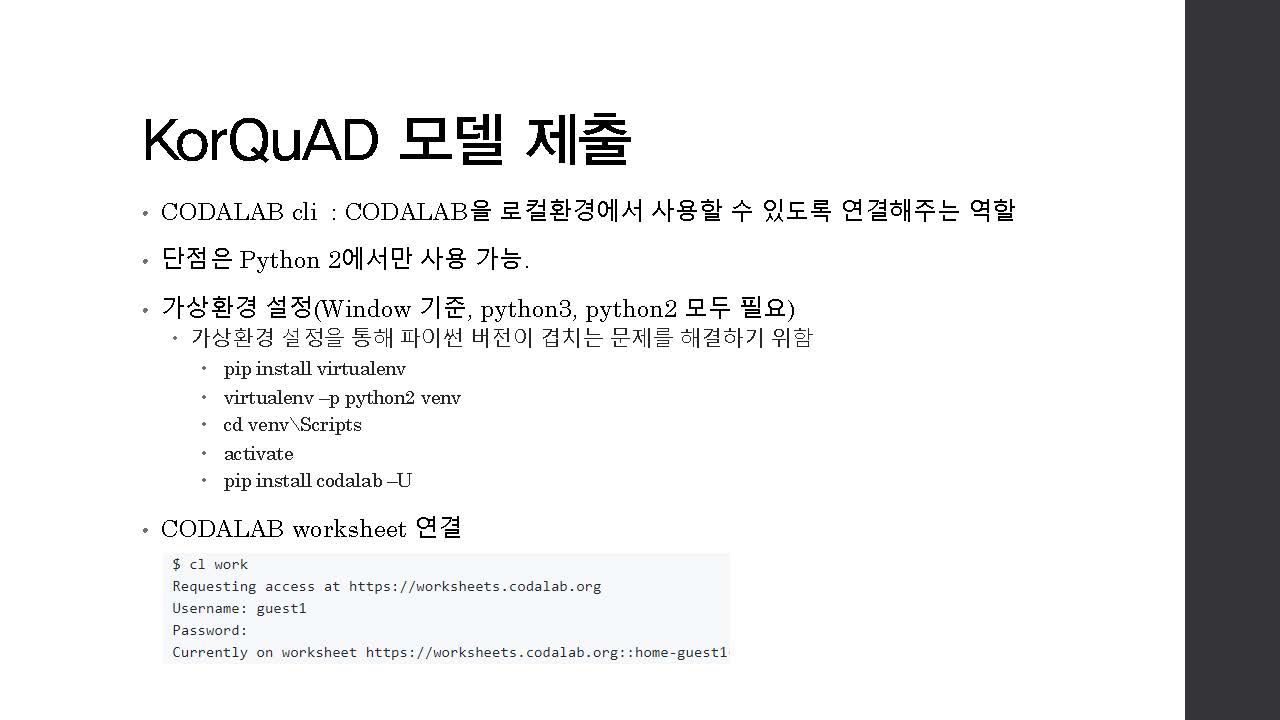 KorQuAD 모델 제출
• CODALAB cli : CODALAB을 로컬환경에서 사용할 수 있도록 연결해주는 역할
• 단점은 Python 2에서만 사용 가능.
• 가상환경 설정(Window 기준, python3, python2 모두 필요)
• 가상환경 설정을 통해 파이썬 버전이 겹치는 문제를 해결하기 위함
• pip install virtualenv
• virtualenv –p python2 venv
• cd venv\Scripts
• activate
• pip install codalab –U
• CODALAB worksheet 연결
$ cl work
Requesting access at https://worksheets.codalab.org
Username: guest1
Password:
Currently on worksheet https://worksheets.codalab.org::home-guest1